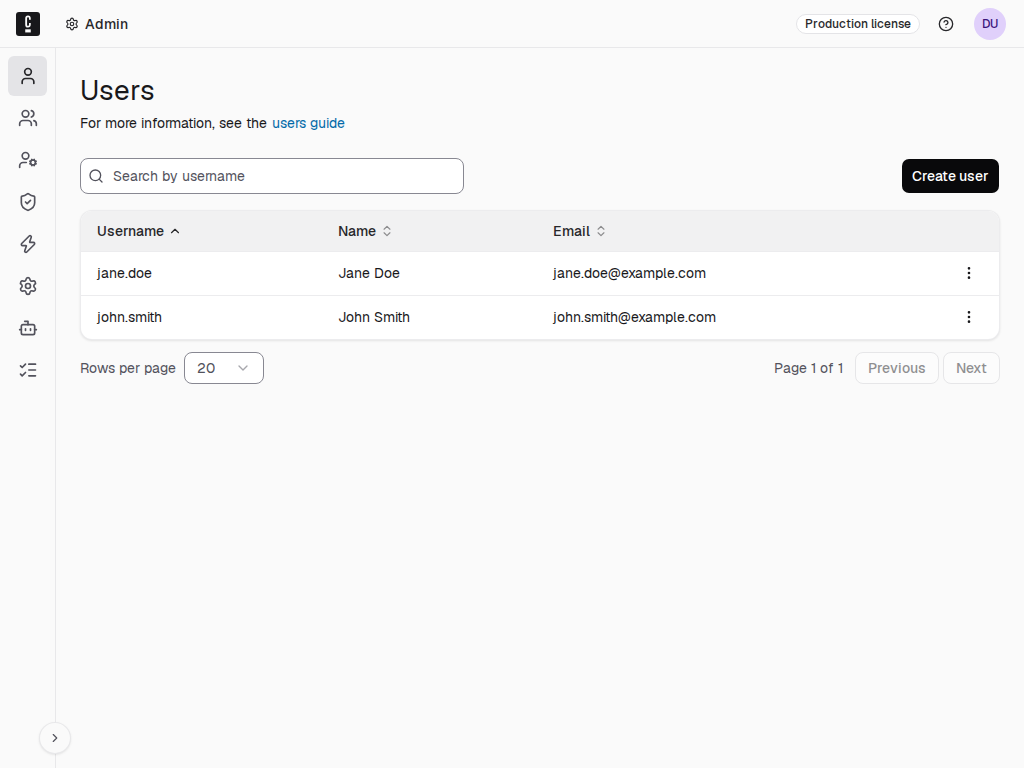 Admin
Production license
DU
Users
For more information, see the users guide
Search by username
Create user
Username Name Email
jane.doe Jane Doe jane.doe@example.com
john.smith John Smith john.smith@example.com
Rows per page 20 Page 1 of 1 Previous Next